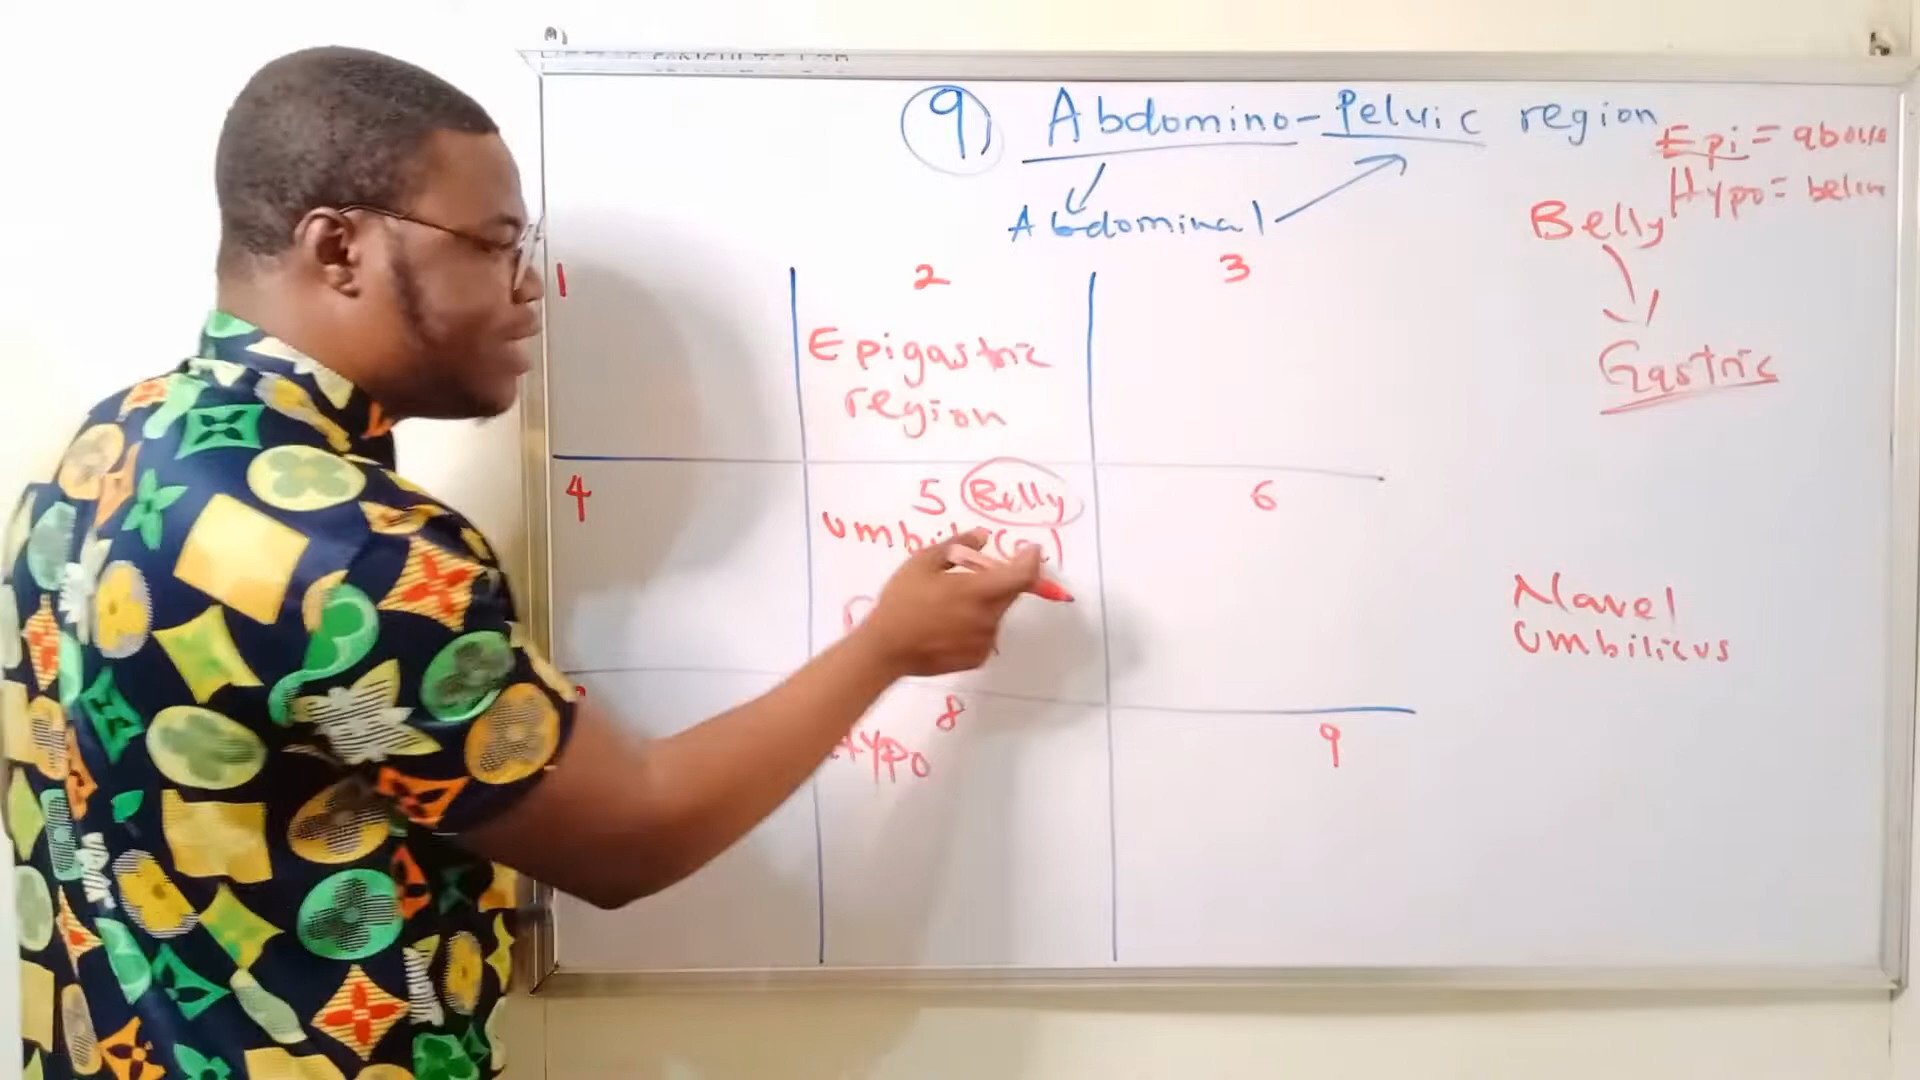 9) Abdomino-Pelvic region
Epi = above
Hypo = below
Abdominal
Belly
Gastric
1 2 3
Epigastric
region
4 5 Belly 6
Navel
Umbilicus
8 9
Hypo